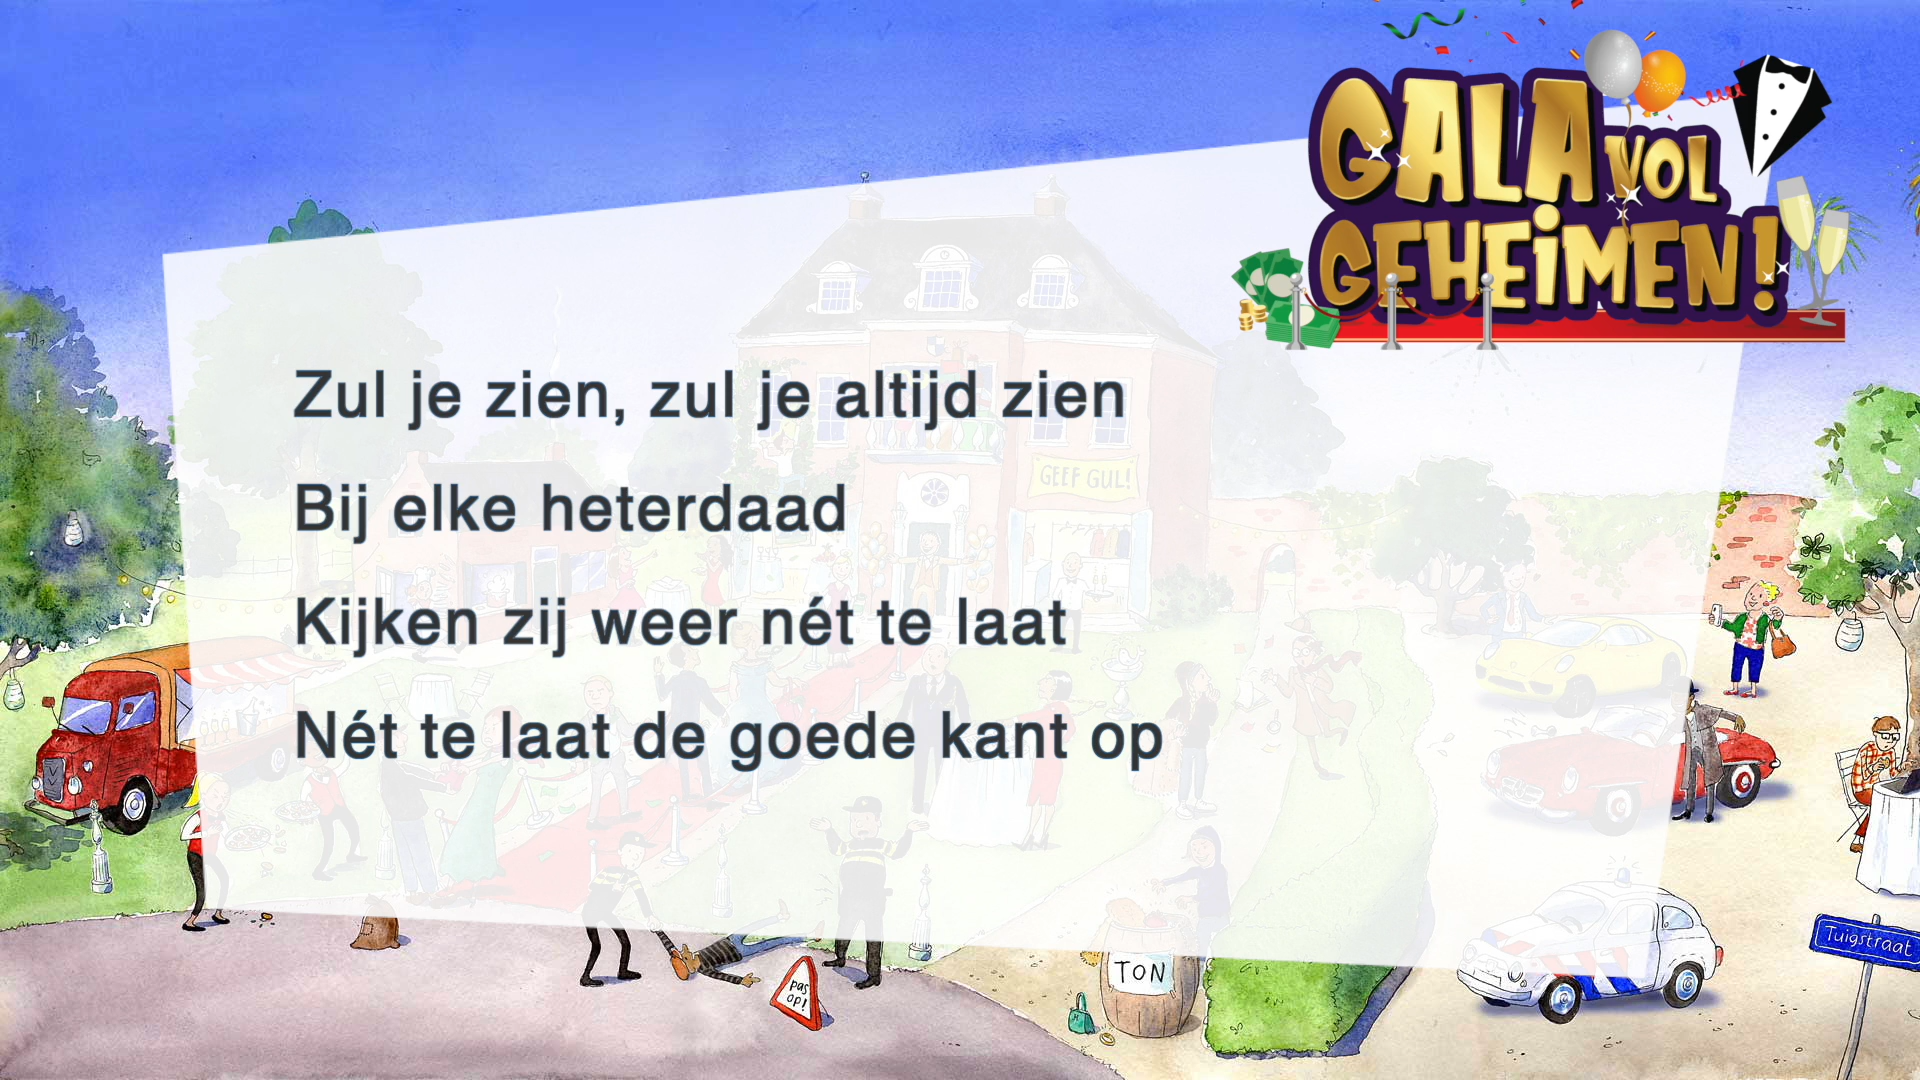 GALA VOL
GEHEIMEN!
Zul je zien, zul je altijd zien
GEEF GUL!
Bij elke heterdaad
Kijken zij weer nét te laat
Nét te laat de goede kant op
Tuigstraat
TON
pas
op!